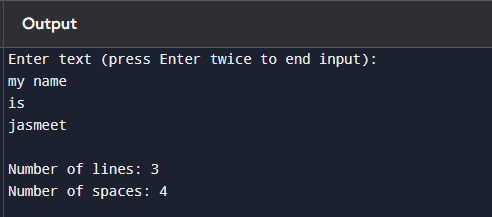 Output
Enter text (press Enter twice to end input):
my name
is
jasmeet

Number of lines: 3
Number of spaces: 4